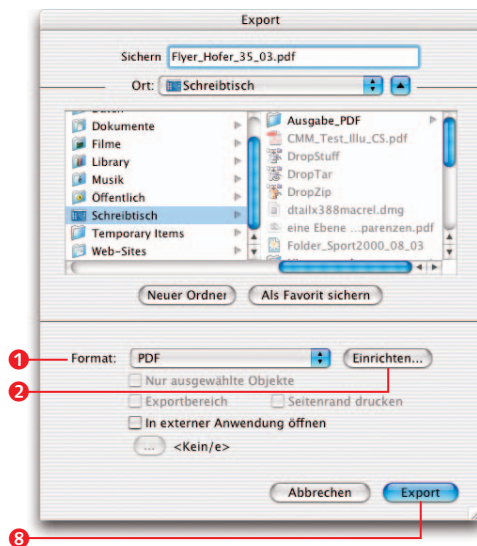 Export
Sichern Flyer_Hofer_35_03.pdf
Ort: Schreibtisch
Dokumente
Filme
Library
Musik
Öffentlich
Schreibtisch
Temporary Items
Web-Sites
Ausgabe_PDF
CMM_Test_Illu_CS.pdf
DropStuff
DropTar
DropZip
dtailx388macrel.dmg
eine Ebene ...parenzen.pdf
Folder_Sport2000_08_03
Neuer Ordner Als Favorit sichern
1 Format: PDF Einrichten...
2 Nur ausgewählte Objekte
Exportbereich Seitenrand drucken
In externer Anwendung öffnen
... <Kein/e>
Abbrechen Export
8